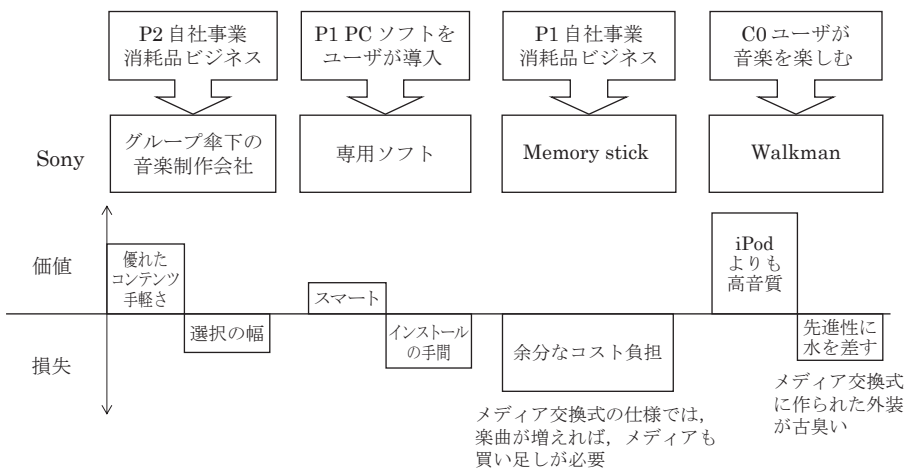 P2 自社事業
消耗品ビジネス
P1 PC ソフトを
ユーザが導入
P1 自社事業
消耗品ビジネス
C0 ユーザが
音楽を楽しむ
Sony
グループ傘下の
音楽制作会社
専用ソフト
Memory stick
Walkman
価値
優れた
コンテンツ
手軽さ
スマート
iPod
よりも
高音質
損失
選択の幅
インストール
の手間
余分なコスト負担
先進性に
水を差す
メディア交換式の仕様では，
楽曲が増えれば，メディアも
買い足しが必要
メディア交換式
に作られた外装
が古臭い